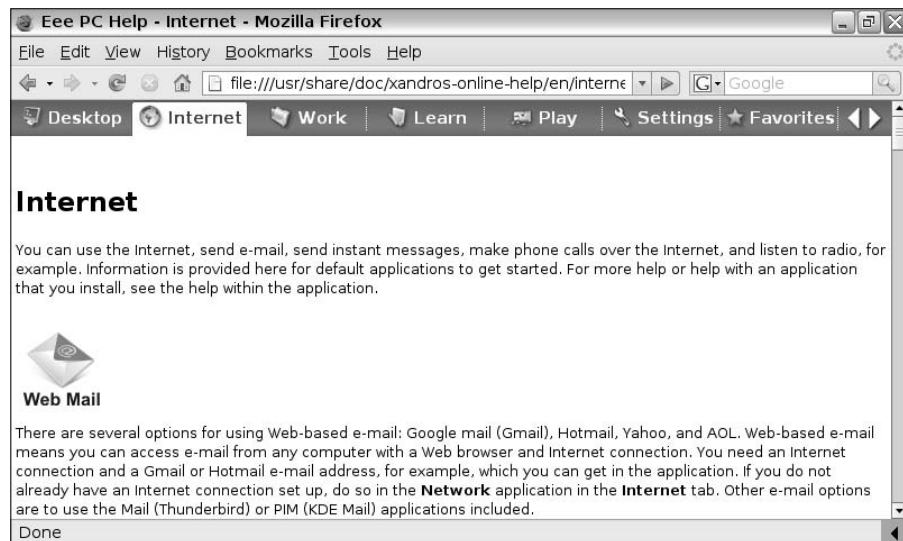 Eee PC Help - Internet - Mozilla Firefox
File Edit View History Bookmarks Tools Help
file:///usr/share/doc/xandros-online-help/en/interne G Google
Desktop Internet Work Learn Play Settings Favorites
Internet
You can use the Internet, send e-mail, send instant messages, make phone calls over the Internet, and listen to radio, for
example. Information is provided here for default applications to get started. For more help or help with an application
that you install, see the help within the application.
Web Mail
There are several options for using Web-based e-mail: Google mail (Gmail), Hotmail, Yahoo, and AOL. Web-based e-mail
means you can access e-mail from any computer with a Web browser and Internet connection. You need an Internet
connection and a Gmail or Hotmail e-mail address, for example, which you can get in the application. If you do not
already have an Internet connection set up, do so in the Network application in the Internet tab. Other e-mail options
are to use the Mail (Thunderbird) or PIM (KDE Mail) applications included.
Done